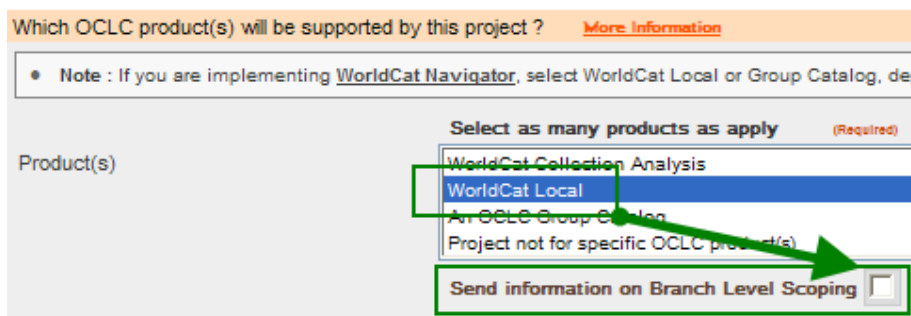 Which OCLC product(s) will be supported by this project ? More Information
• Note : If you are implementing WorldCat Navigator, select WorldCat Local or Group Catalog, de
Select as many products as apply (Required)
Product(s)
WorldCat Collection Analysis
WorldCat Local
An OCLC Group Catalog
Project not for specific OCLC product(s)
Send information on Branch Level Scoping